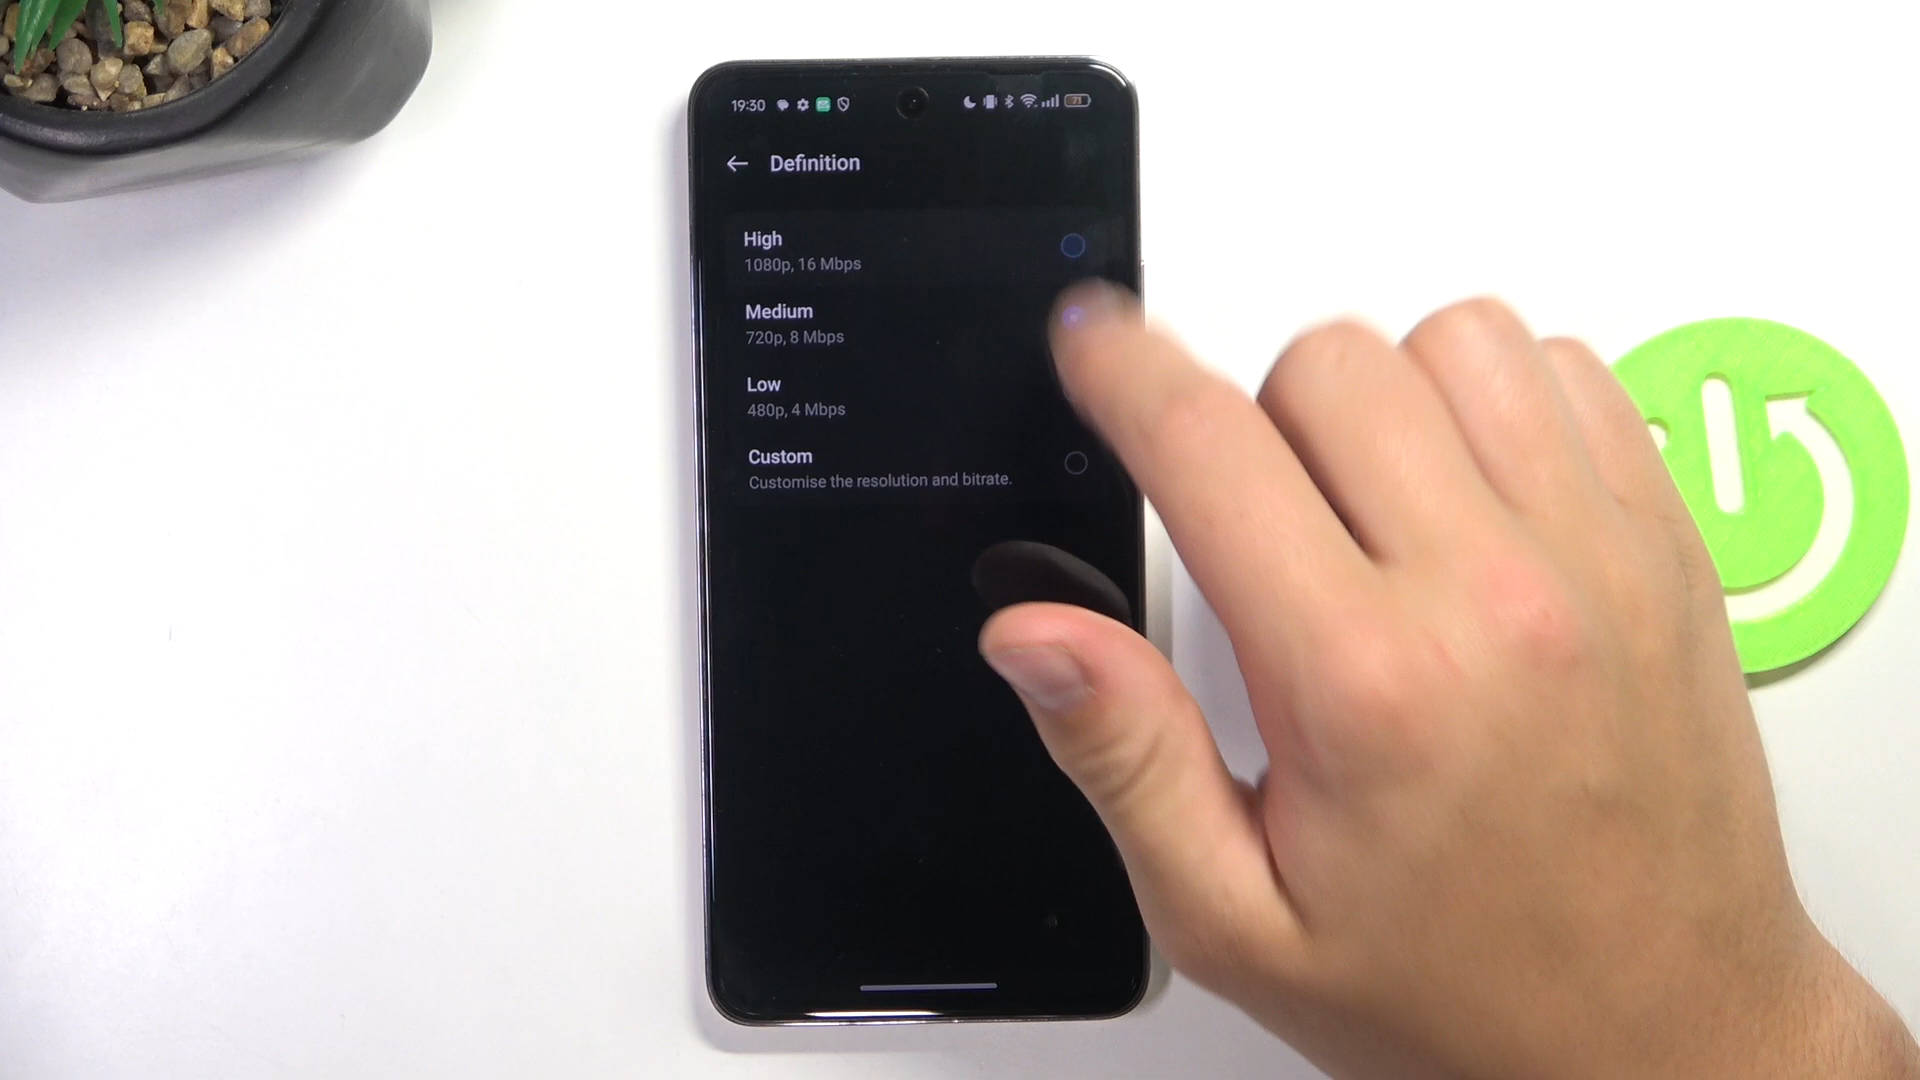 19:30
71
Definition
High
1080p, 16 Mbps
Medium
720p, 8 Mbps
Low
480p, 4 Mbps
Custom
Customise the resolution and bitrate.